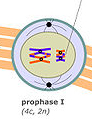 prophase I
(4c, 2n)